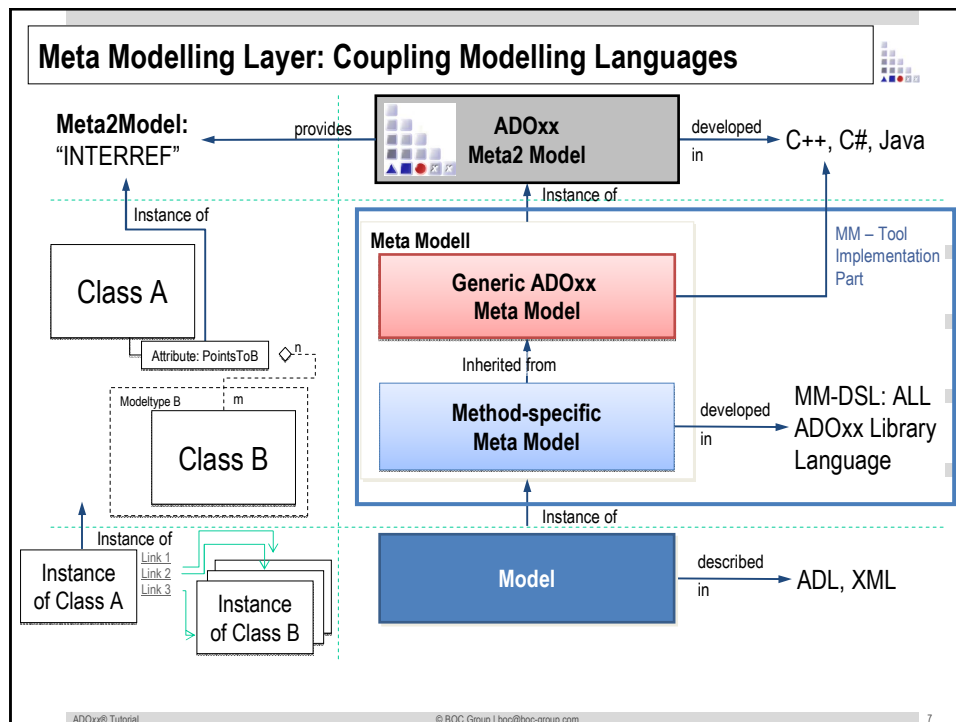 Meta Modelling Layer: Coupling Modelling Languages
Meta2Model:
“INTERREF”
provides
ADOxx
Meta2 Model
developed
in
C++, C#, Java
Instance of
Instance of
Class A
Attribute: PointsToB
n
Modeltype B
m
Class B
Meta Modell
Generic ADOxx
Meta Model
MM – Tool
Implementation
Part
Inherited from
Method-specific
Meta Model
developed
in
MM-DSL: ALL
ADOxx Library
Language
Instance of
Instance of
Instance
of Class A
Link 1
Link 2
Link 3
Instance
of Class B
Model
described
in
ADL, XML
ADOxx® Tutorial
© BOC Group | boc@boc-group.com
7